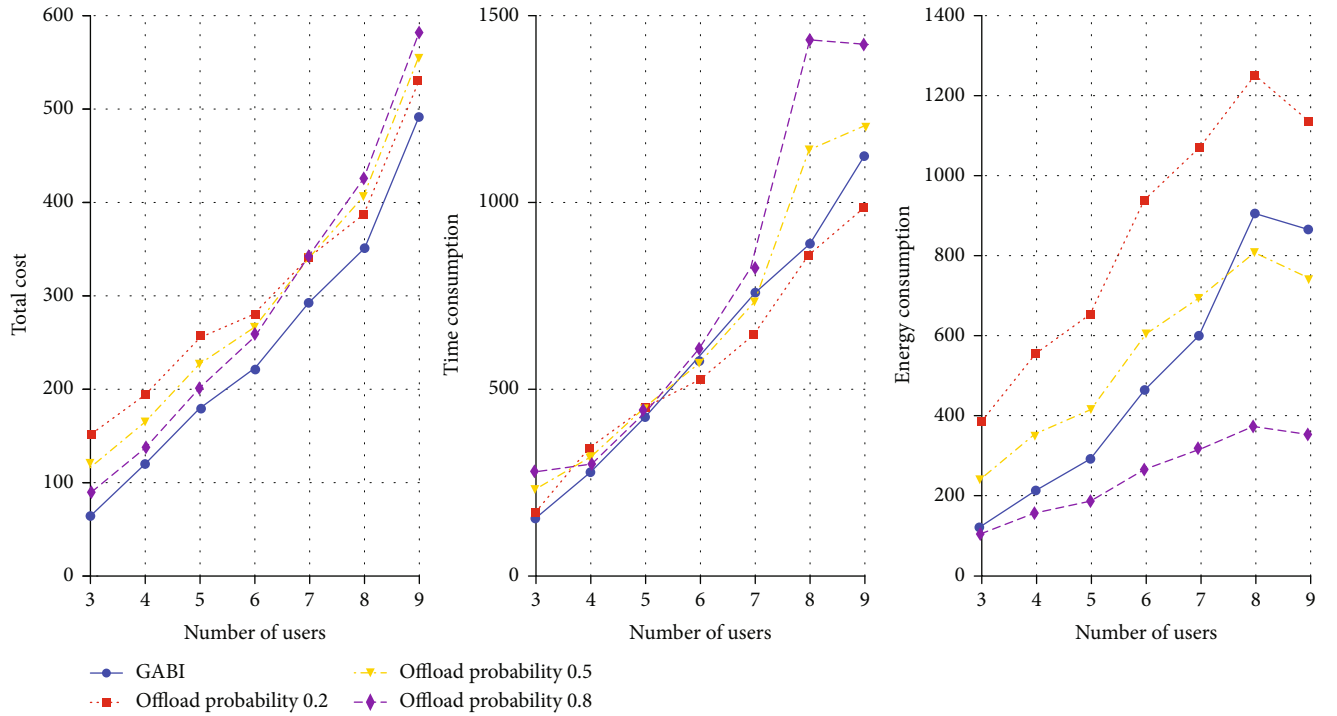 600
500
400
300
200
100
0
Total cost
3 4 5 6 7 8 9
Number of users
1500
1000
500
0
Time consumption
3 4 5 6 7 8 9
Number of users
1400
1200
1000
800
600
400
200
0
Energy consumption
3 4 5 6 7 8 9
Number of users
GABI
Offload probability 0.2
Offload probability 0.5
Offload probability 0.8